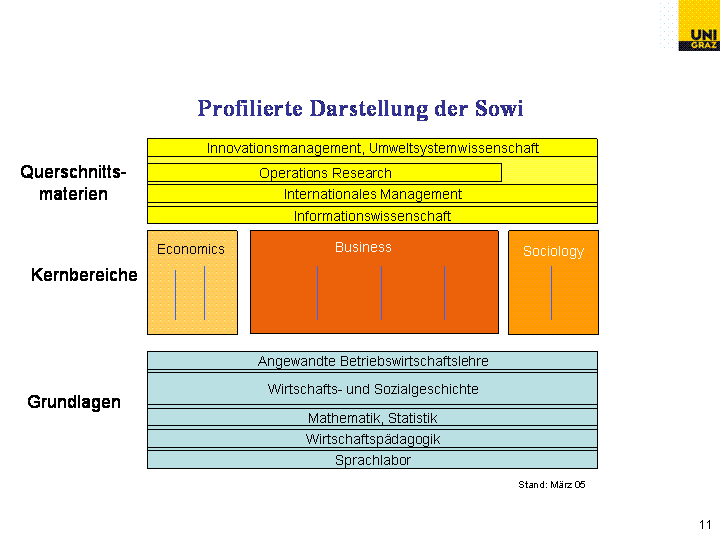 UNI
GRAZ
Profilierte Darstellung der Sowi
Querschnitts-
materien
Innovationsmanagement, Umweltsystemwissenschaft
Operations Research
Internationales Management
Informationswissenschaft
Kernbereiche
Economics
Business
Sociology
Grundlagen
Angewandte Betriebswirtschaftslehre
Wirtschafts- und Sozialgeschichte
Mathematik, Statistik
Wirtschaftspädagogik
Sprachlabor
Stand: März 05
11